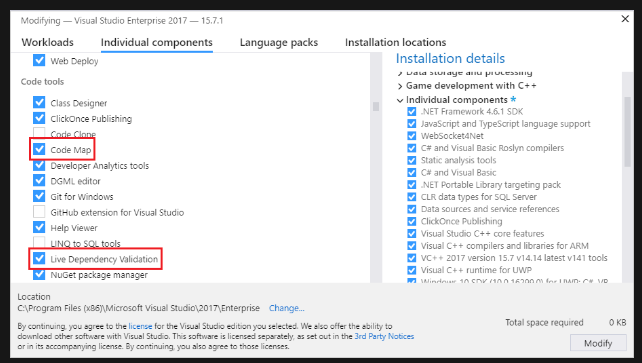 Modifying — Visual Studio Enterprise 2017 — 15.7.1
Workloads
Individual components
Language packs
Installation locations
Web Deploy
Code tools
Class Designer
ClickOnce Publishing
Code Clone
Code Map
Developer Analytics tools
DGML editor
Git for Windows
GitHub extension for Visual Studio
Help Viewer
LINQ to SQL tools
Live Dependency Validation
NuGet package manager
Installation details
Data storage and processing
Game development with C++
Individual components *
.NET Framework 4.6.1 SDK
JavaScript and TypeScript language support
WebSocket4Net
C# and Visual Basic Roslyn compilers
Static analysis tools
C# and Visual Basic
.NET Portable Library targeting pack
CLR data types for SQL Server
Data sources and service references
ClickOnce Publishing
Visual Studio C++ core features
Visual C++ compilers and libraries for ARM
VC++ 2017 version 15.7 v14.14 latest v141 tools
Visual C++ runtime for UWP
Windows 10 SDK (10.0.16299.0) for UWP: C#, VB,
Location
C:\Program Files (x86)\Microsoft Visual Studio\2017\Enterprise Change...
By continuing, you agree to the license for the Visual Studio edition you selected. We also offer the ability to
download other software with Visual Studio. This software is licensed separately, as set out in the 3rd Party Notices
or in its accompanying license. By continuing, you also agree to those licenses.
Total space required 0 KB
Modify